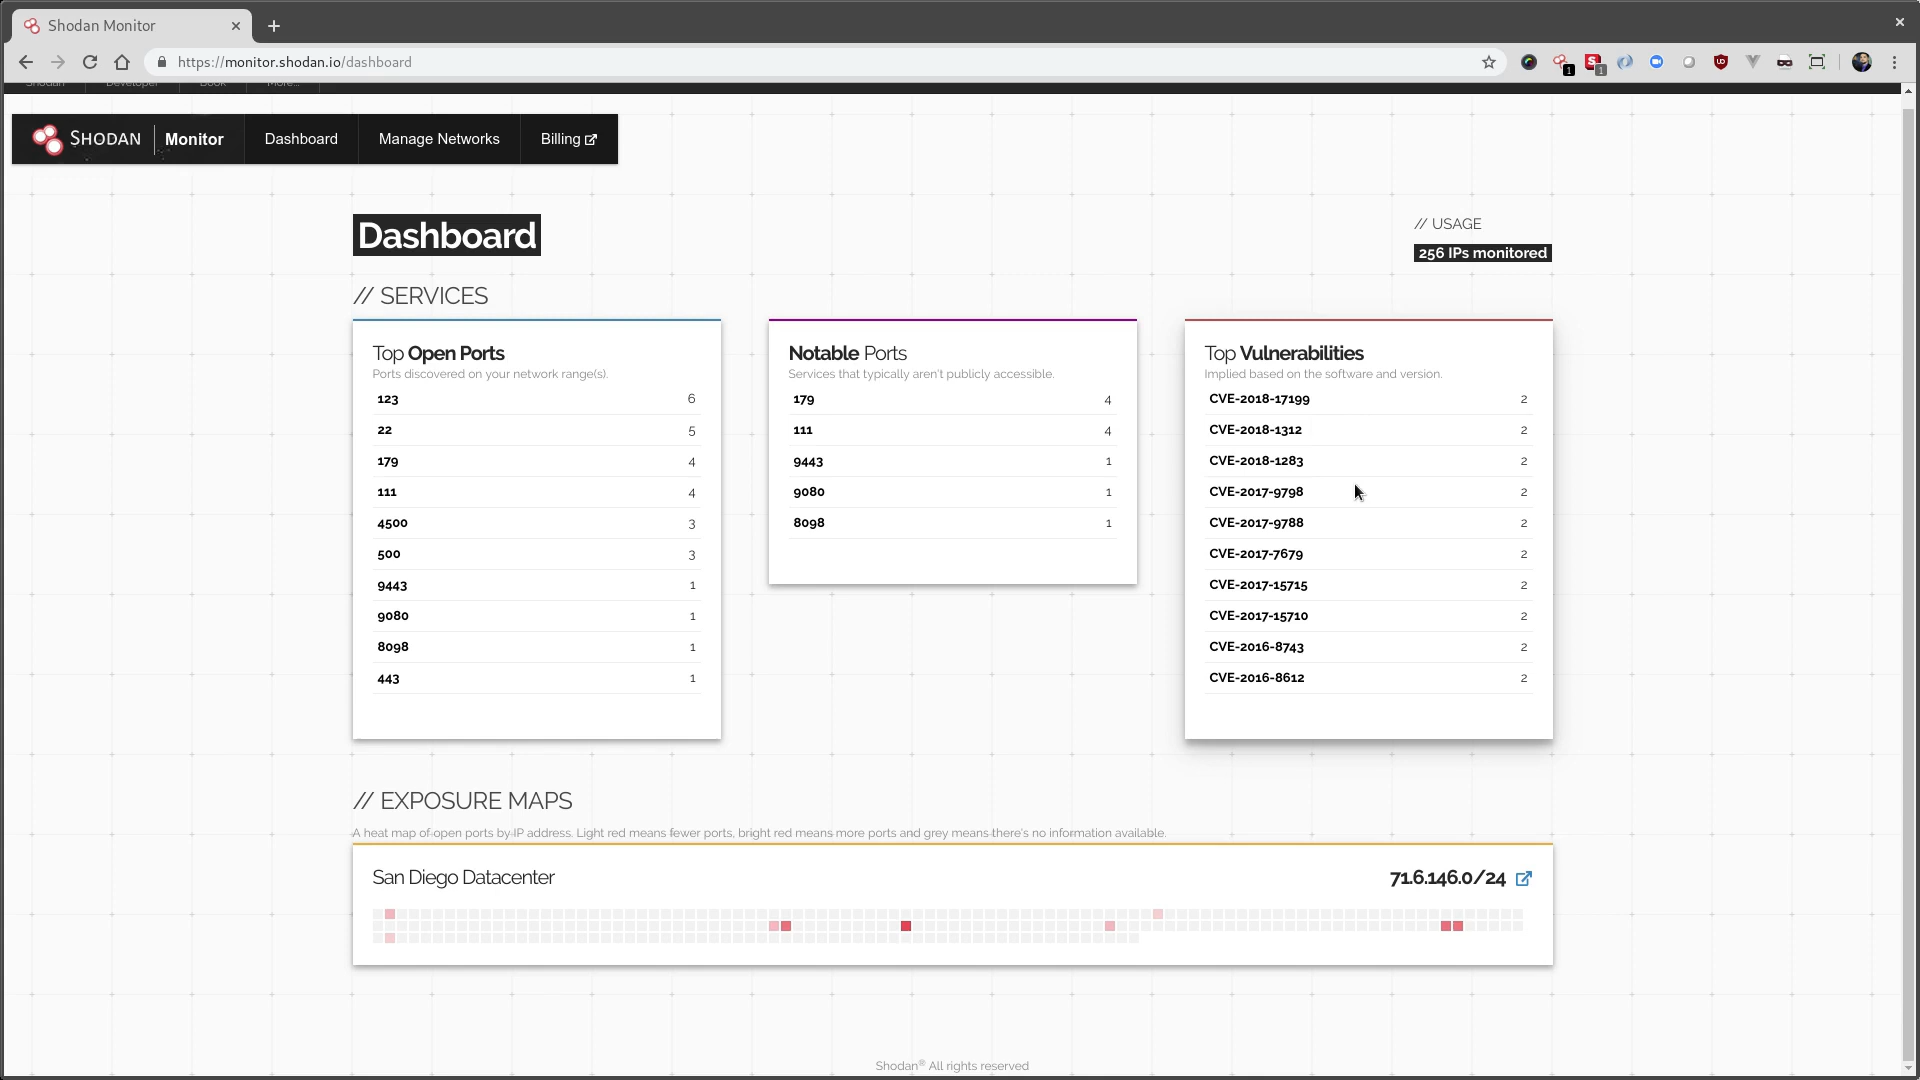 Shodan Monitor
https://monitor.shodan.io/dashboard
1
1
Shodan
Developer
Book
More...
SHODAN Monitor
Dashboard
Manage Networks
Billing
Dashboard
// USAGE
256 IPs monitored
// SERVICES
Top Open Ports
Ports discovered on your network range(s).
123 6
22 5
179 4
111 4
4500 3
500 3
9443 1
9080 1
8098 1
443 1
Notable Ports
Services that typically aren't publicly accessible.
179 4
111 4
9443 1
9080 1
8098 1
Top Vulnerabilities
Implied based on the software and version.
CVE-2018-17199 2
CVE-2018-1312 2
CVE-2018-1283 2
CVE-2017-9798 2
CVE-2017-9788 2
CVE-2017-7679 2
CVE-2017-15715 2
CVE-2017-15710 2
CVE-2016-8743 2
CVE-2016-8612 2
// EXPOSURE MAPS
A heat map of open ports by IP address. Light red means fewer ports, bright red means more ports and grey means there's no information available.
San Diego Datacenter
71.6.146.0/24
Shodan® All rights reserved